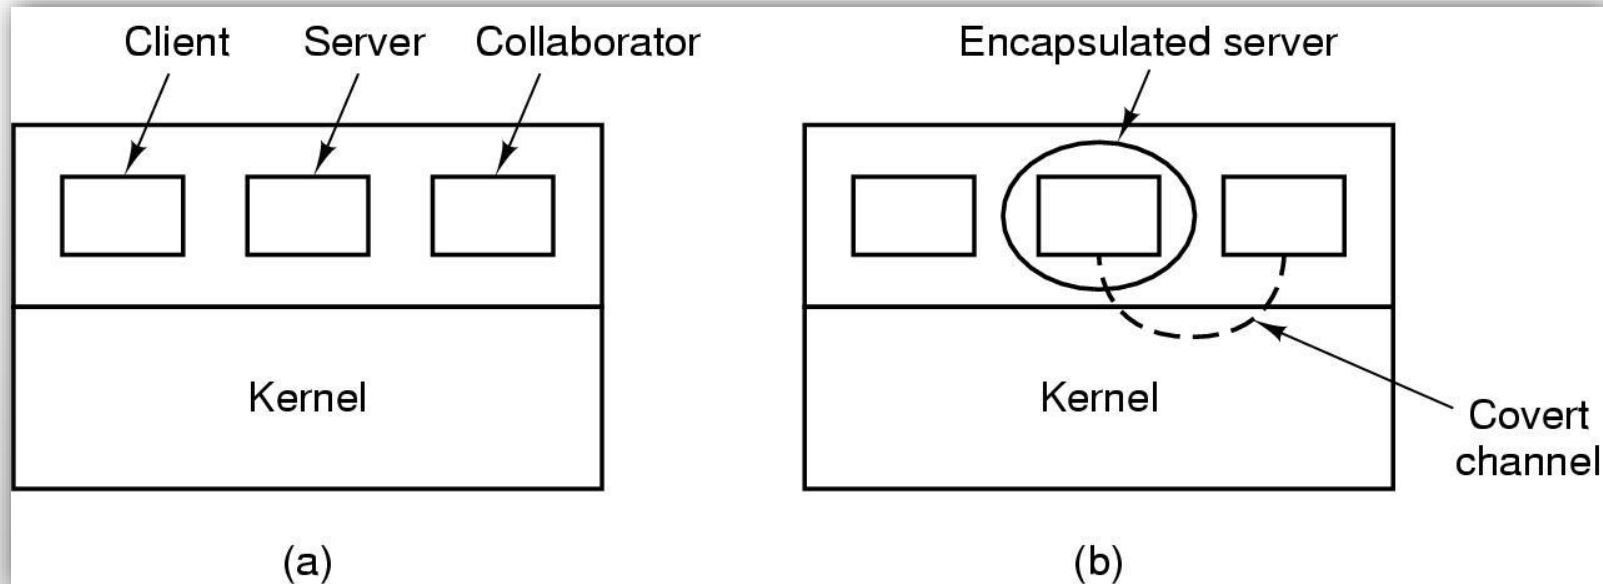 Client Server Collaborator
Kernel
(a)
Encapsulated server
Kernel
Covert
channel
(b)